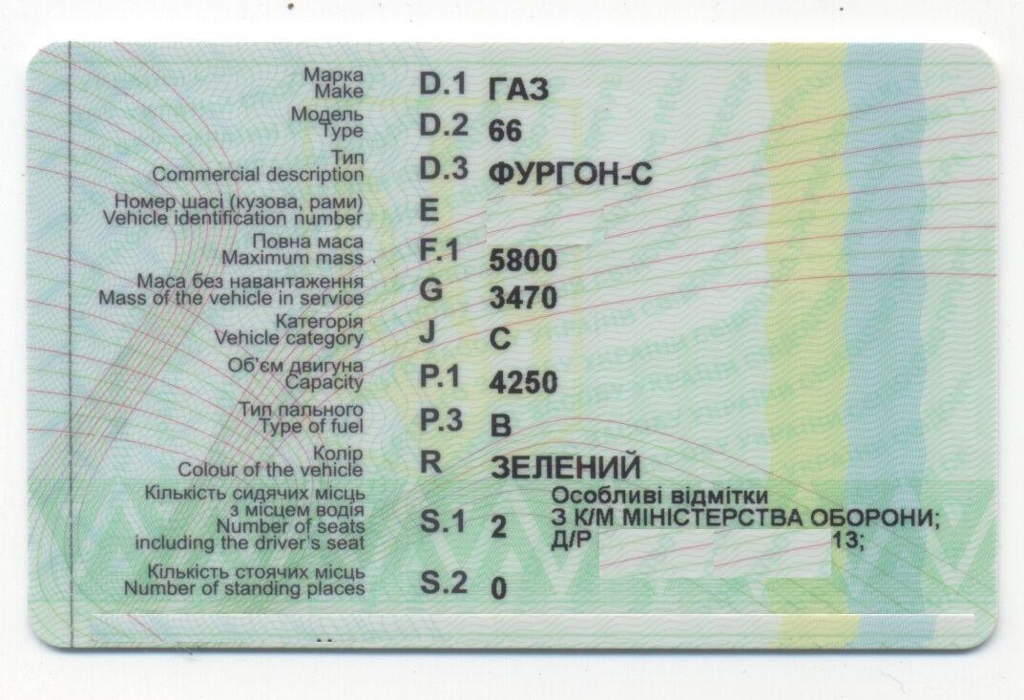 Марка
Make D.1 ГАЗ
Модель
Type D.2 66
Тип
Commercial description D.3 ФУРГОН-С
Номер шасі (кузова, рами)
Vehicle identification number E
Повна маса
Maximum mass F.1 5800
Маса без навантаження
Mass of the vehicle in service G 3470
Категорія
Vehicle category J C
Об'єм двигуна
Capacity P.1 4250
Тип пального
Type of fuel P.3 B
Колір
Colour of the vehicle R ЗЕЛЕНИЙ
Кількість сидячих місць
з місцем водія
Number of seats
including the driver's seat S.1 2
Особливі відмітки
З К/М МІНІСТЕРСТВА ОБОРОНИ;
Д/Р 13;
Кількість стоячих місць
Number of standing places S.2 0